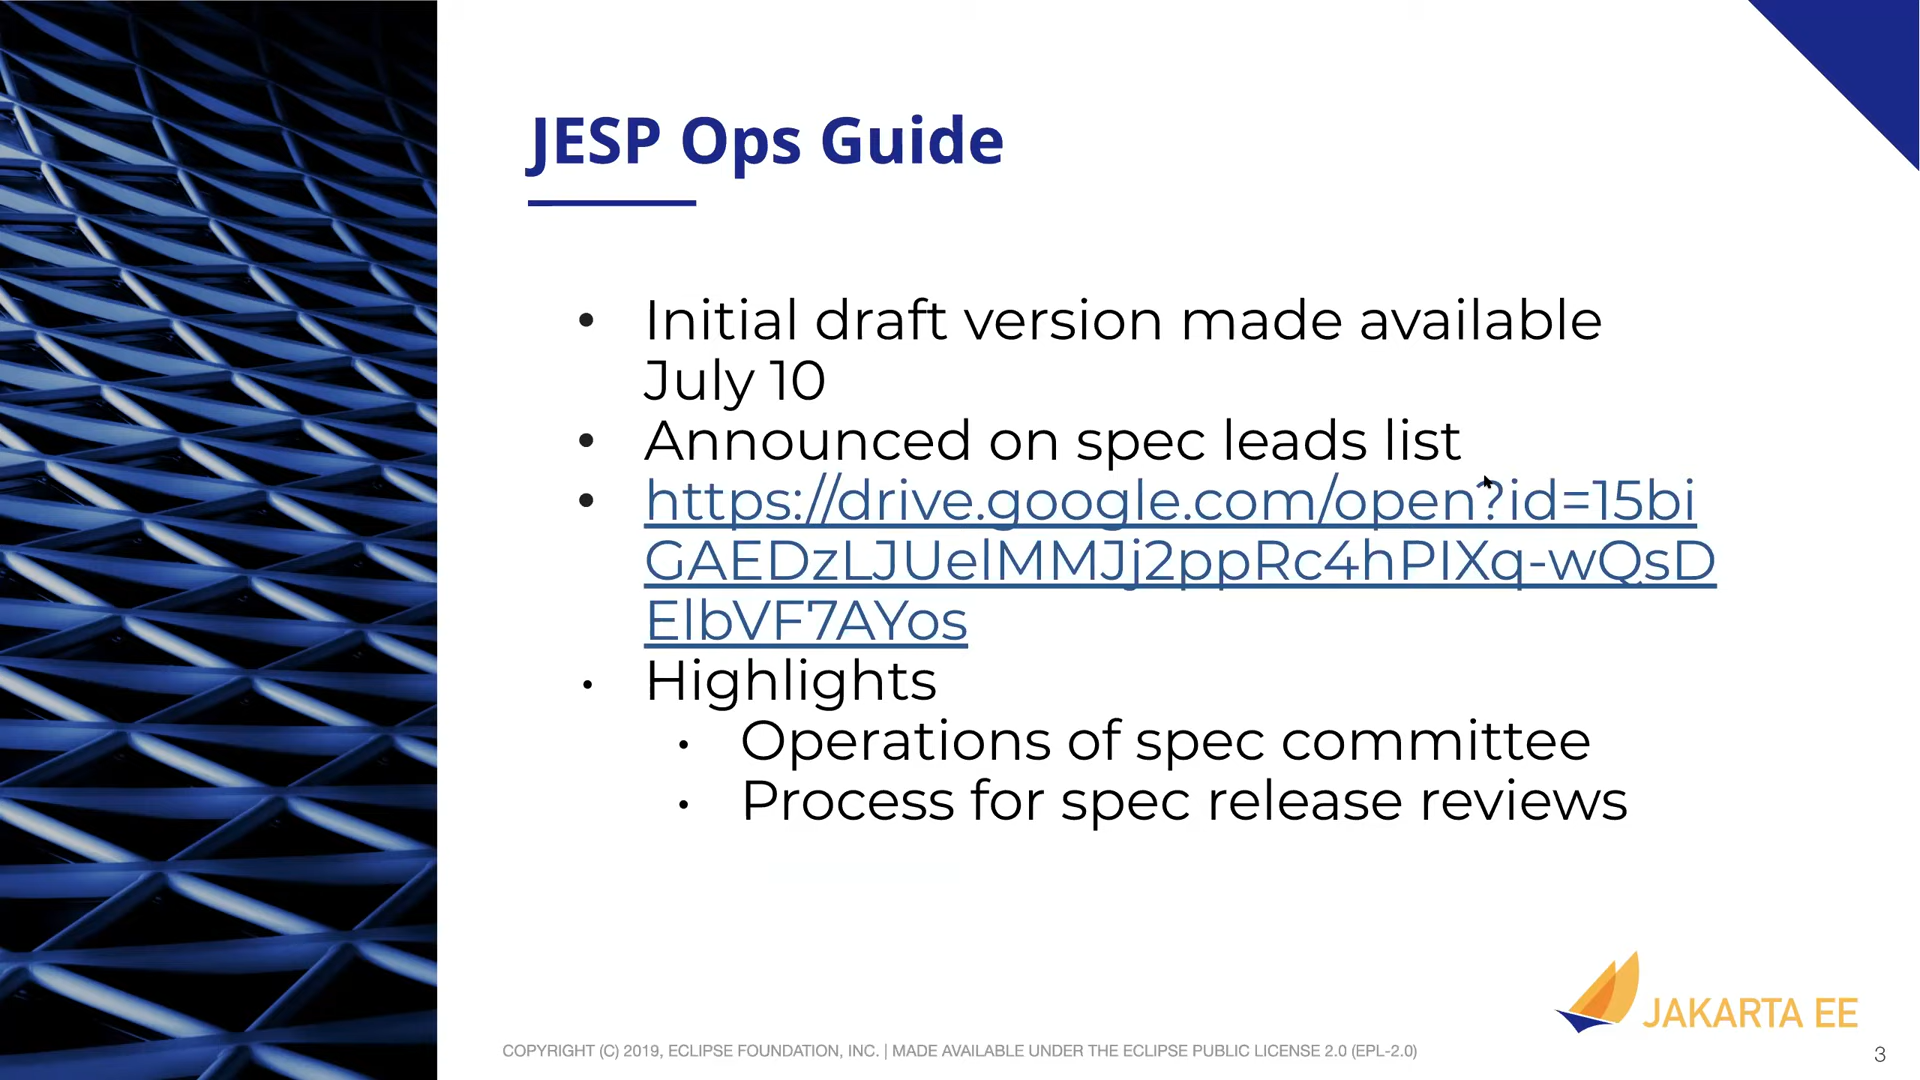 JESP Ops Guide
• Initial draft version made available
July 10
• Announced on spec leads list
• https://drive.google.com/open?id=15bi
GAEDzLJUelMMJj2ppRc4hPIXq-wQsD
ElbVF7AYos
• Highlights
• Operations of spec committee
• Process for spec release reviews
JAKARTA EE
COPYRIGHT (C) 2019, ECLIPSE FOUNDATION, INC. | MADE AVAILABLE UNDER THE ECLIPSE PUBLIC LICENSE 2.0 (EPL-2.0)
3